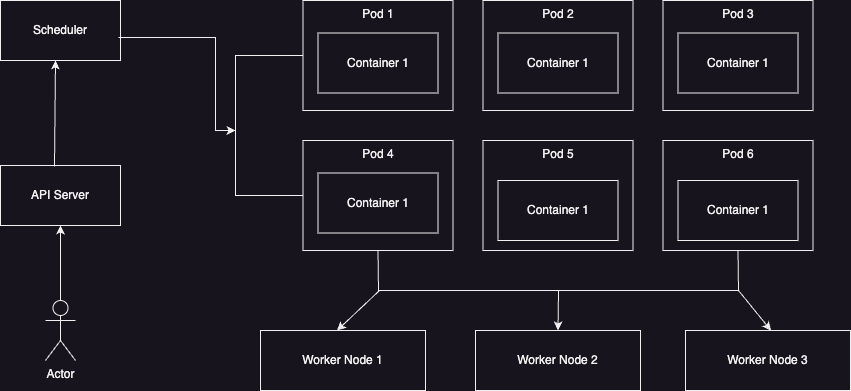 Scheduler
Pod 1
Pod 2
Pod 3
Container 1
Container 1
Container 1
API Server
Pod 4
Pod 5
Pod 6
Container 1
Container 1
Container 1
Actor
Worker Node 1
Worker Node 2
Worker Node 3